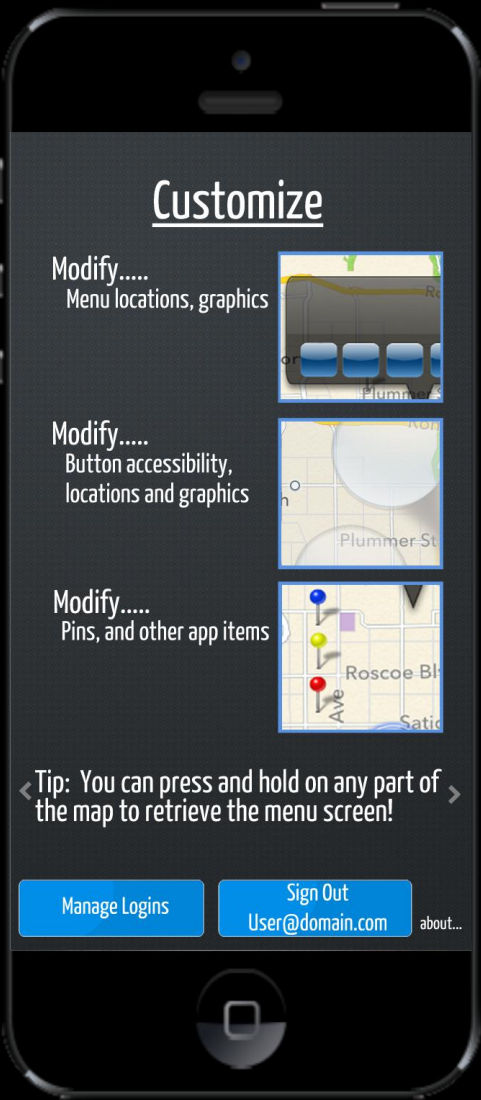 Customize
Modify.....
Menu locations, graphics
Plummer
Modify.....
Button accessibility,
locations and graphics
Plummer St
Modify.....
Pins, and other app items
Roscoe Bl
Ave
Tip: You can press and hold on any part of
the map to retrieve the menu screen!
Manage Logins
Sign Out
User@domain.com
about...